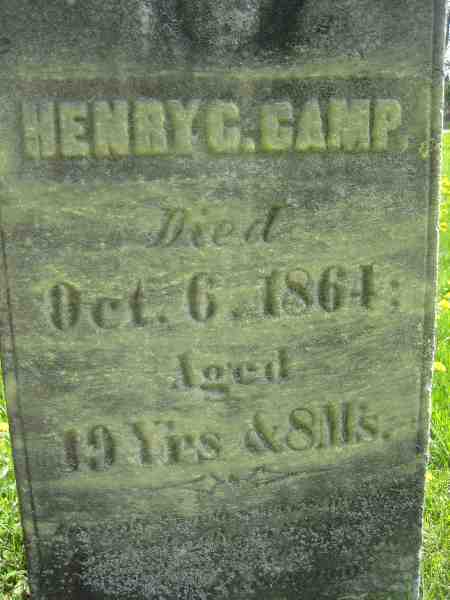 HENRY C. CAMP.
Died
Oct. 6, 1864:
Aged
19 Yrs & 8 Ms.